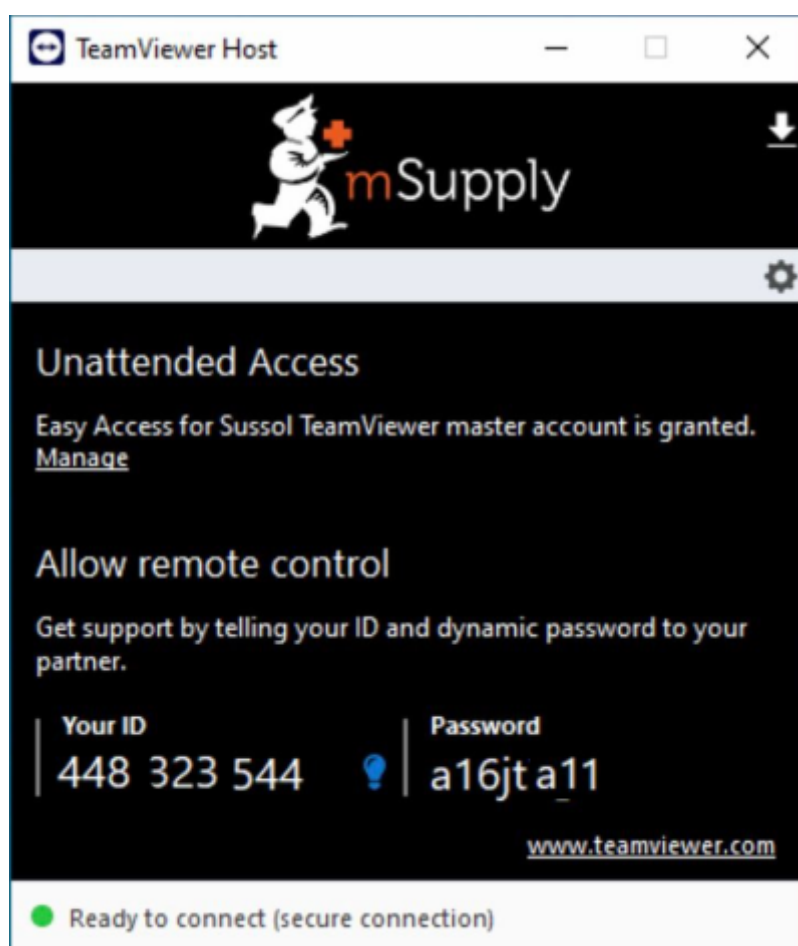 TeamViewer Host
mSupply
Unattended Access
Easy Access for Sussol TeamViewer master account is granted.
Manage
Allow remote control
Get support by telling your ID and dynamic password to your
partner.
Your ID
448 323 544
Password
a16jt a11
www.teamviewer.com
Ready to connect (secure connection)